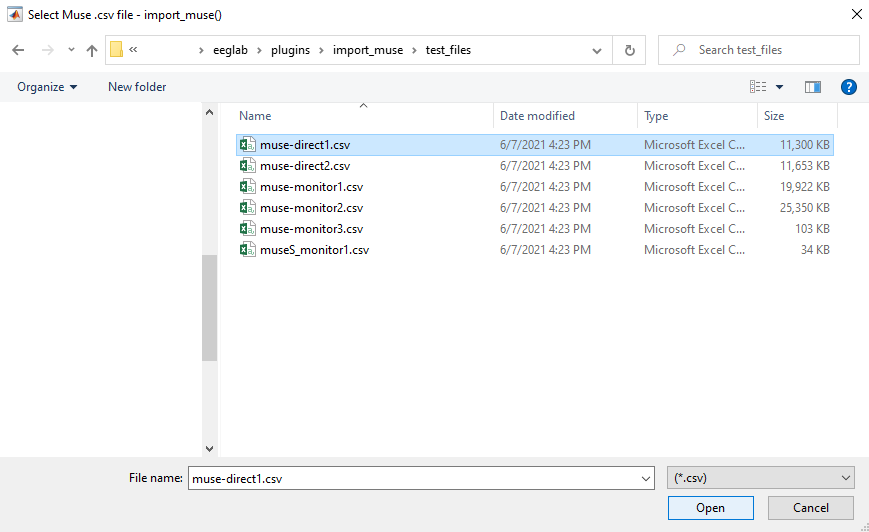 Select Muse .csv file - import_muse()
« › eeglab › plugins › import_muse › test_files
Search test_files
Organize New folder
?
Name Date modified Type Size
muse-direct1.csv 6/7/2021 4:23 PM Microsoft Excel C... 11,300 KB
muse-direct2.csv 6/7/2021 4:23 PM Microsoft Excel C... 11,653 KB
muse-monitor1.csv 6/7/2021 4:23 PM Microsoft Excel C... 19,922 KB
muse-monitor2.csv 6/7/2021 4:23 PM Microsoft Excel C... 25,350 KB
muse-monitor3.csv 6/7/2021 4:23 PM Microsoft Excel C... 103 KB
museS_monitor1.csv 6/7/2021 4:23 PM Microsoft Excel C... 34 KB
File name: muse-direct1.csv (*.csv)
Open Cancel